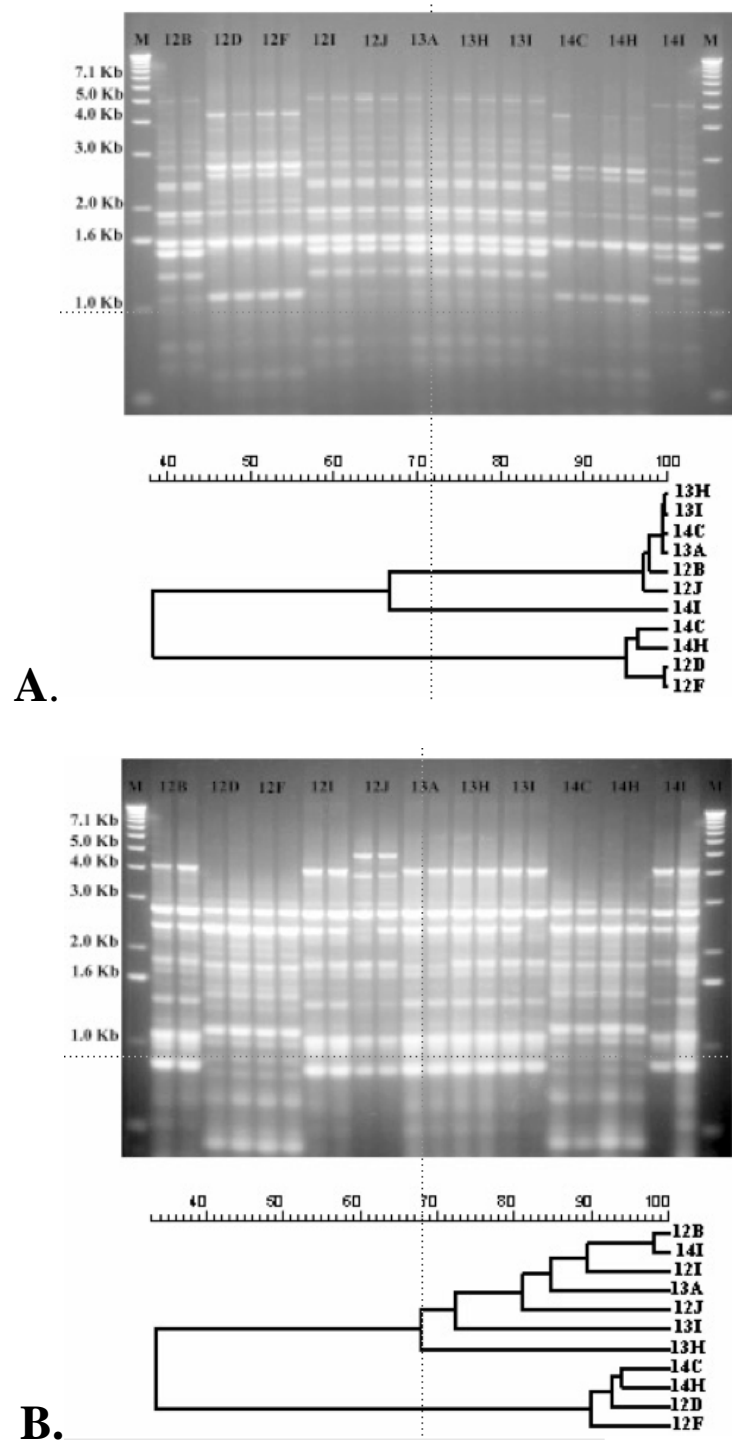 M 12B 12D 12F 12I 12J 13A 13H 13I 14C 14H 14I M
7.1 Kb
5.0 Kb
4.0 Kb
3.0 Kb
2.0 Kb
1.6 Kb
1.0 Kb
40 50 60 70 80 90 100
13H
13I
14C
13A
12B
12J
14I
14C
14H
12D
12F
A.
M 12B 12D 12F 12I 12J 13A 13H 13I 14C 14H 14I M
7.1 Kb
5.0 Kb
4.0 Kb
3.0 Kb
2.0 Kb
1.6 Kb
1.0 Kb
40 50 60 70 80 90 100
12B
14I
12I
13A
12J
13I
13H
14C
14H
12D
12F
B.